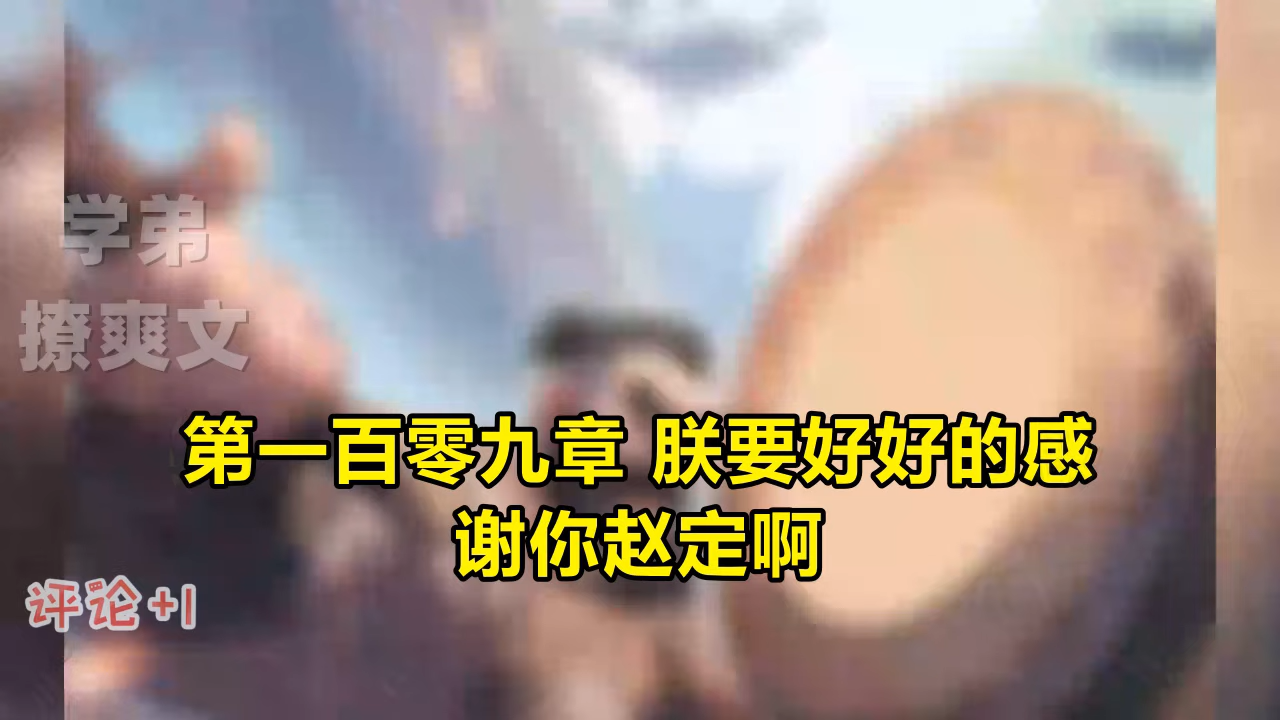 学弟
撩爽文
第一百零九章 朕要好好的感
谢你赵定啊
评论+1